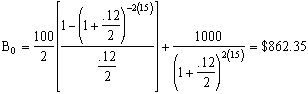 B₀ = 100/2 [ (1 - (1 + .12/2)^(-2(15))) / (.12/2) ] + 1000 / (1 + .12/2)^(2(15)) = $862.35